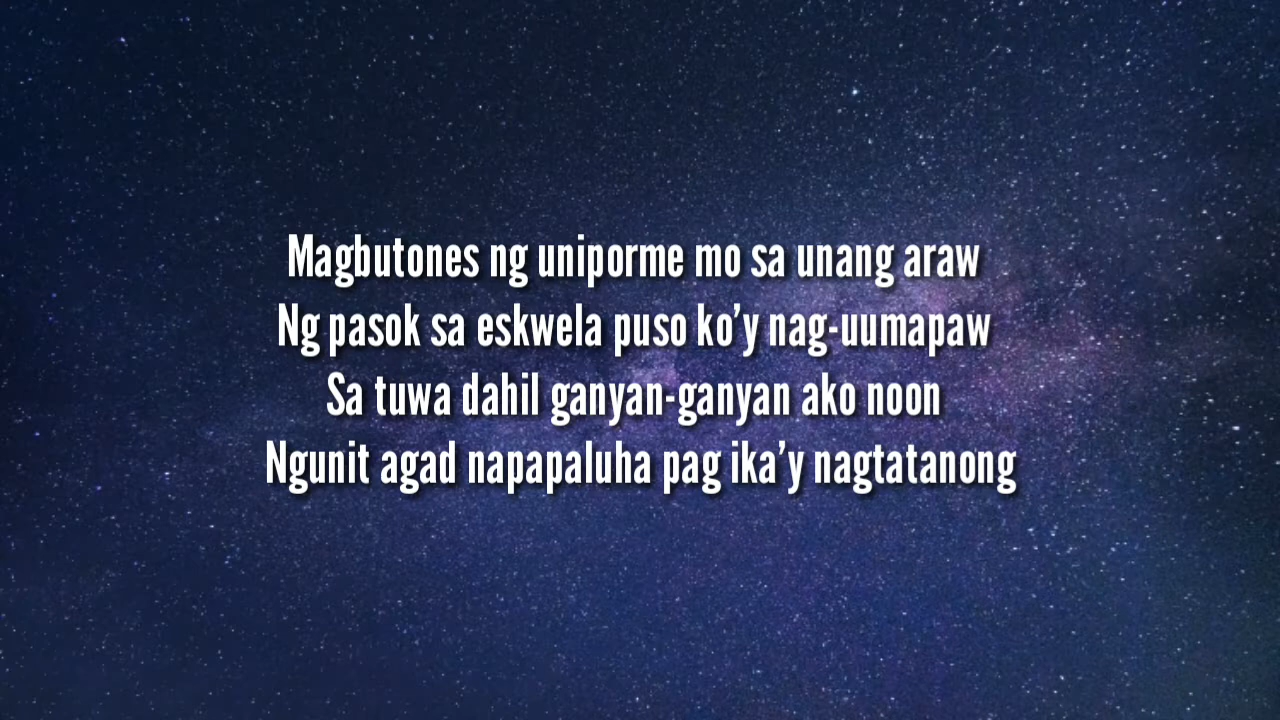 Magbutones ng uniporme mo sa unang araw
Ng pasok sa eskwela puso ko’y nag-uumapaw
Sa tuwa dahil ganyan-ganyan ako noon
Ngunit agad napapaluha pag ika’y nagtatanong